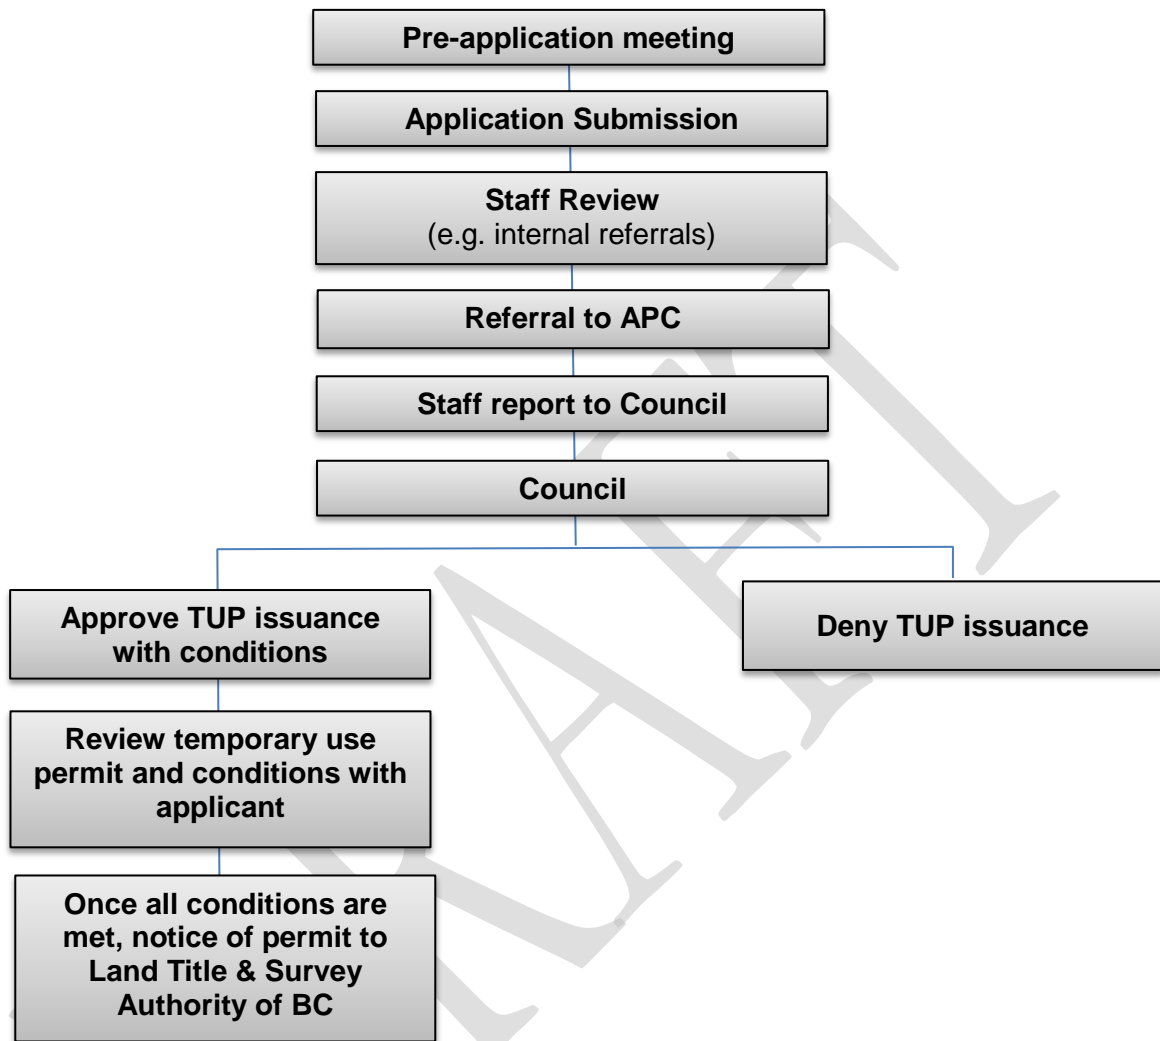 Pre-application meeting
Application Submission
Staff Review
(e.g. internal referrals)
Referral to APC
Staff report to Council
Council
Approve TUP issuance
with conditions
Deny TUP issuance
Review temporary use
permit and conditions with
applicant
Once all conditions are
met, notice of permit to
Land Title & Survey
Authority of BC